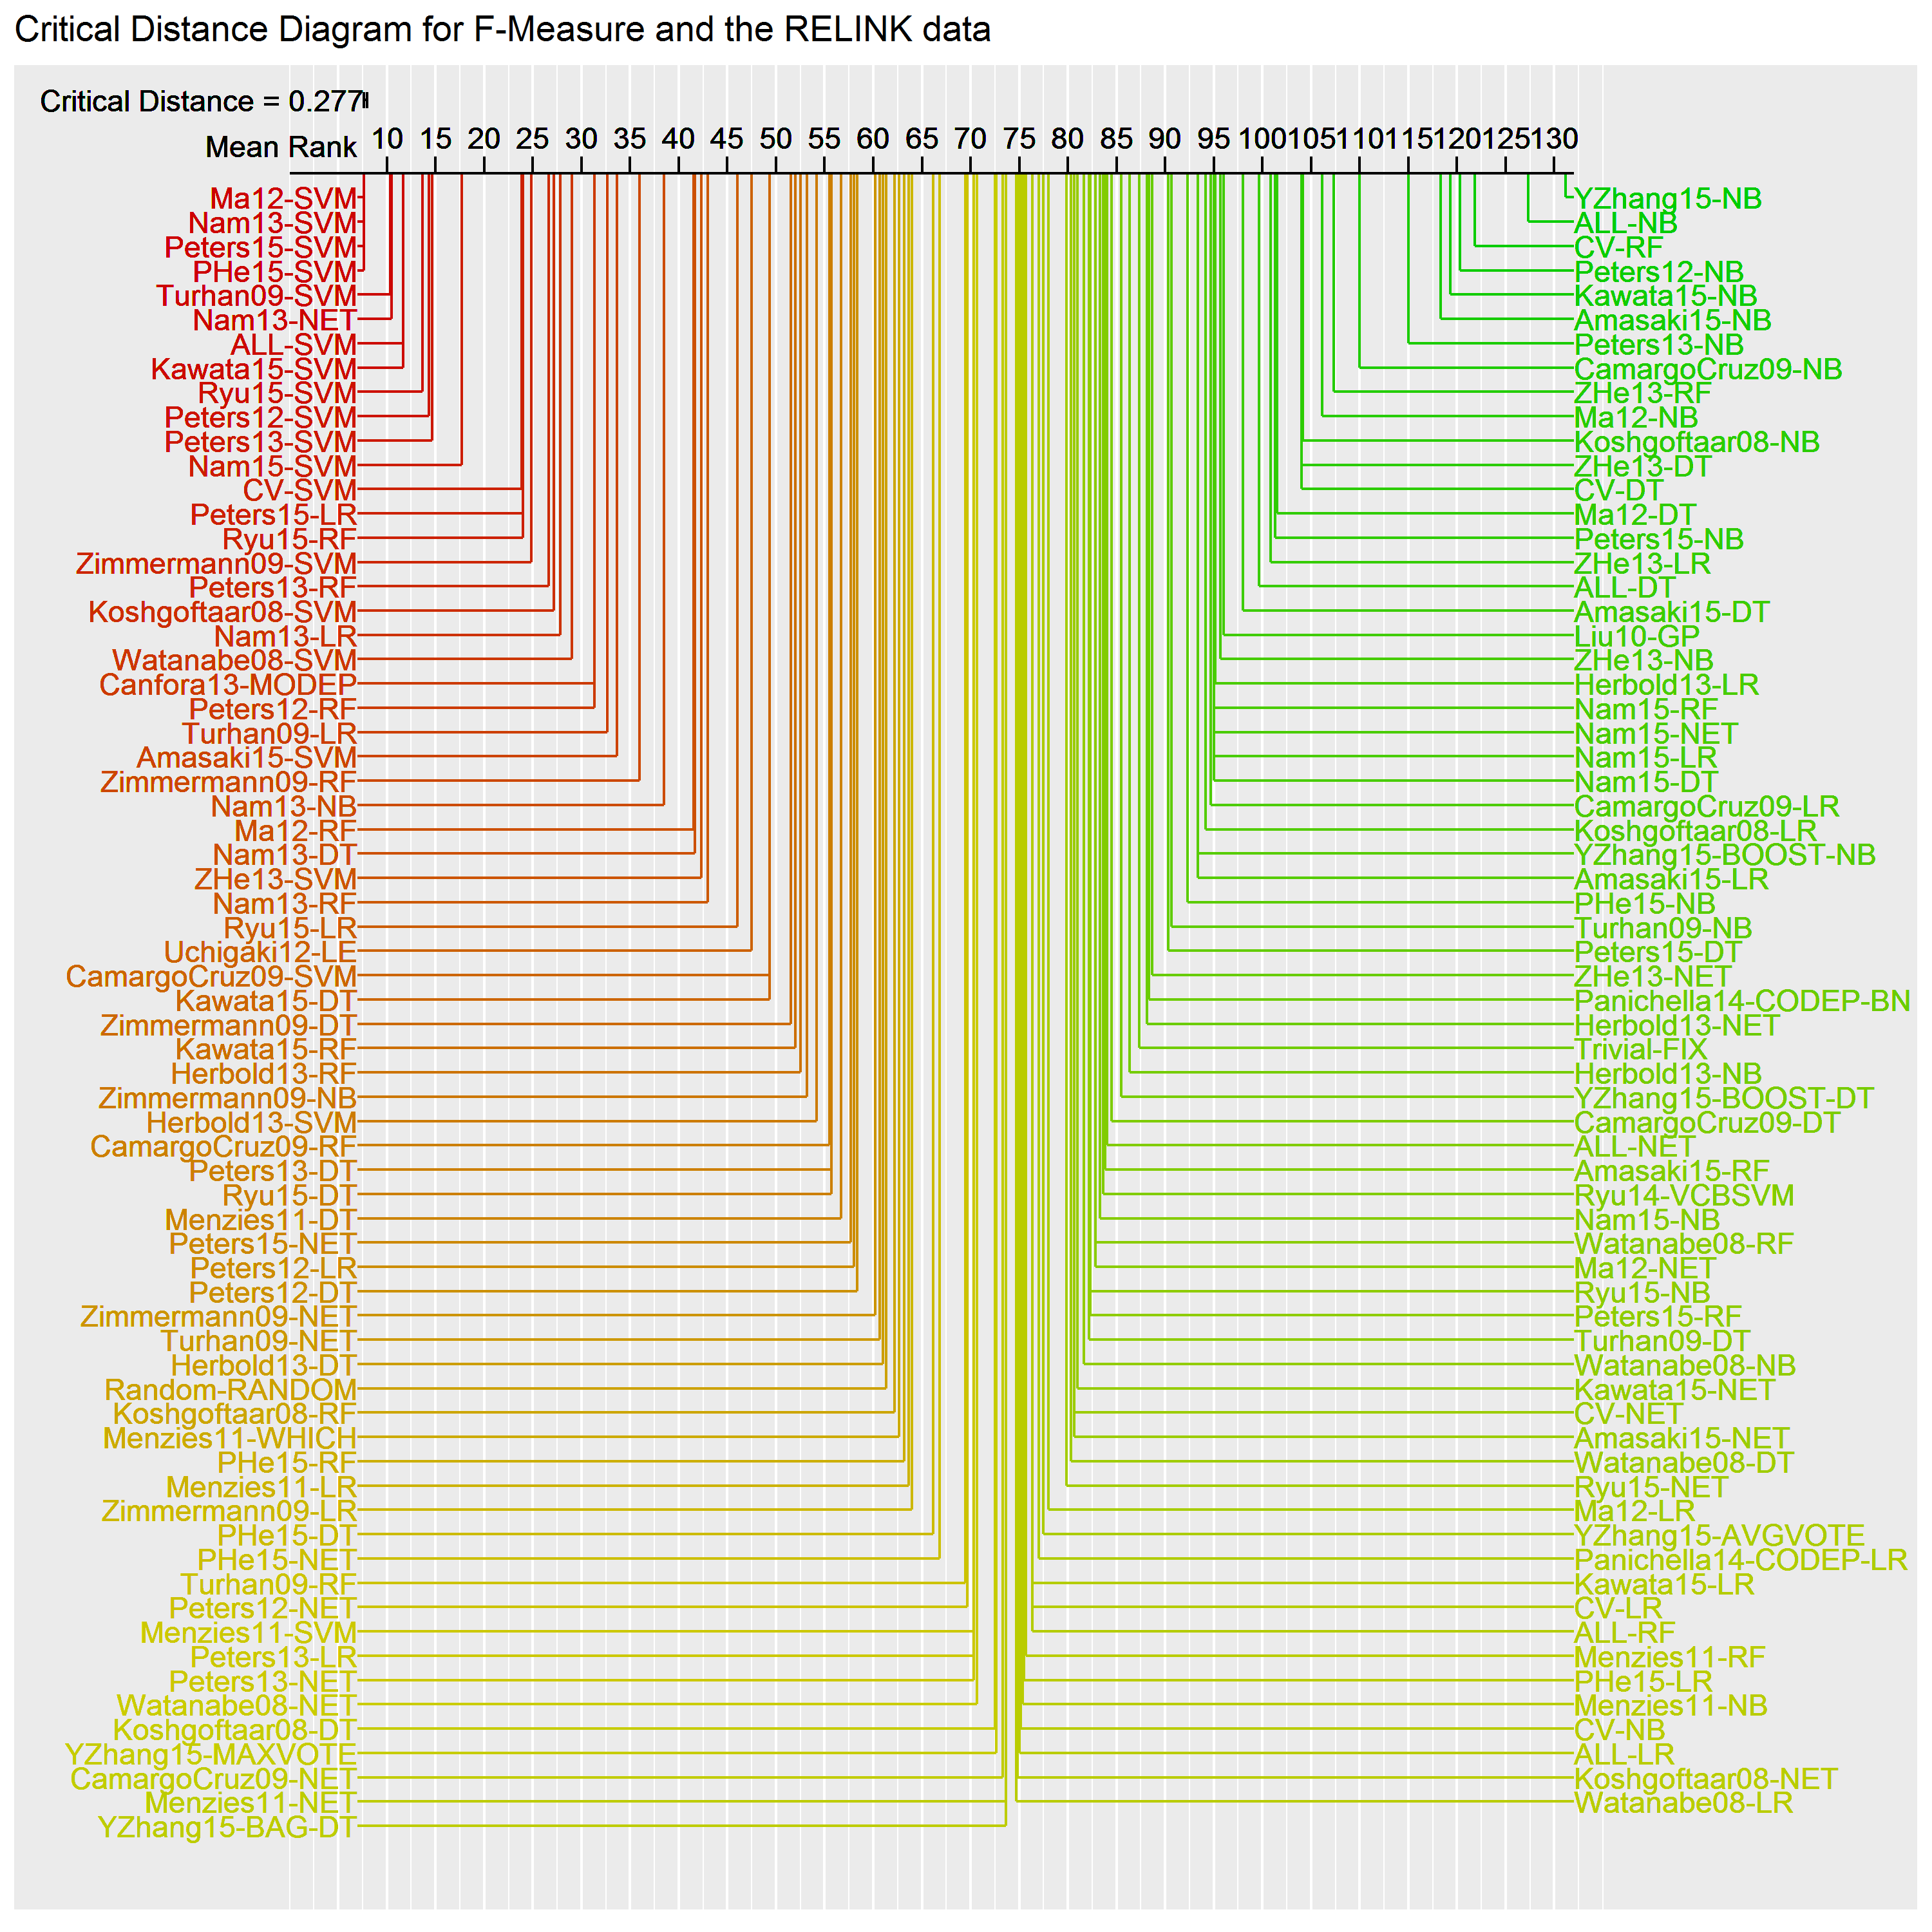 Critical Distance Diagram for F-Measure and the RELINK data
Critical Distance = 0.277
Mean Rank
10 15 20 25 30 35 40 45 50 55 60 65 70 75 80 85 90 95 100 105 110 115 120 125 130
Ma12-SVM
Nam13-SVM
Peters15-SVM
PHe15-SVM
Turhan09-SVM
Nam13-NET
ALL-SVM
Kawata15-SVM
Ryu15-SVM
Peters12-SVM
Peters13-SVM
Nam15-SVM
CV-SVM
Peters15-LR
Ryu15-RF
Zimmermann09-SVM
Peters13-RF
Koshgoftaar08-SVM
Nam13-LR
Watanabe08-SVM
Canfora13-MODEP
Peters12-RF
Turhan09-LR
Amasaki15-SVM
Zimmermann09-RF
Nam13-NB
Ma12-RF
Nam13-DT
ZHe13-SVM
Nam13-RF
Ryu15-LR
Uchigaki12-LE
CamargoCruz09-SVM
Kawata15-DT
Zimmermann09-DT
Kawata15-RF
Herbold13-RF
Zimmermann09-NB
Herbold13-SVM
CamargoCruz09-RF
Peters13-DT
Ryu15-DT
Menzies11-DT
Peters15-NET
Peters12-LR
Peters12-DT
Zimmermann09-NET
Turhan09-NET
Herbold13-DT
Random-RANDOM
Koshgoftaar08-RF
Menzies11-WHICH
PHe15-RF
Menzies11-LR
Zimmermann09-LR
PHe15-DT
PHe15-NET
Turhan09-RF
Peters12-NET
Menzies11-SVM
Peters13-LR
Peters13-NET
Watanabe08-NET
Koshgoftaar08-DT
YZhang15-MAXVOTE
CamargoCruz09-NET
Menzies11-NET
YZhang15-BAG-DT
YZhang15-NB
ALL-NB
CV-RF
Peters12-NB
Kawata15-NB
Amasaki15-NB
Peters13-NB
CamargoCruz09-NB
ZHe13-RF
Ma12-NB
Koshgoftaar08-NB
ZHe13-DT
CV-DT
Ma12-DT
Peters15-NB
ZHe13-LR
ALL-DT
Amasaki15-DT
Liu10-GP
ZHe13-NB
Herbold13-LR
Nam15-RF
Nam15-NET
Nam15-LR
Nam15-DT
CamargoCruz09-LR
Koshgoftaar08-LR
YZhang15-BOOST-NB
Amasaki15-LR
PHe15-NB
Turhan09-NB
Peters15-DT
ZHe13-NET
Panichella14-CODEP-BN
Herbold13-NET
Trivial-FIX
Herbold13-NB
YZhang15-BOOST-DT
CamargoCruz09-DT
ALL-NET
Amasaki15-RF
Ryu14-VCBSVM
Nam15-NB
Watanabe08-RF
Ma12-NET
Ryu15-NB
Peters15-RF
Turhan09-DT
Watanabe08-NB
Kawata15-NET
CV-NET
Amasaki15-NET
Watanabe08-DT
Ryu15-NET
Ma12-LR
YZhang15-AVGVOTE
Panichella14-CODEP-LR
Kawata15-LR
CV-LR
ALL-RF
Menzies11-RF
PHe15-LR
Menzies11-NB
CV-NB
ALL-LR
Koshgoftaar08-NET
Watanabe08-LR